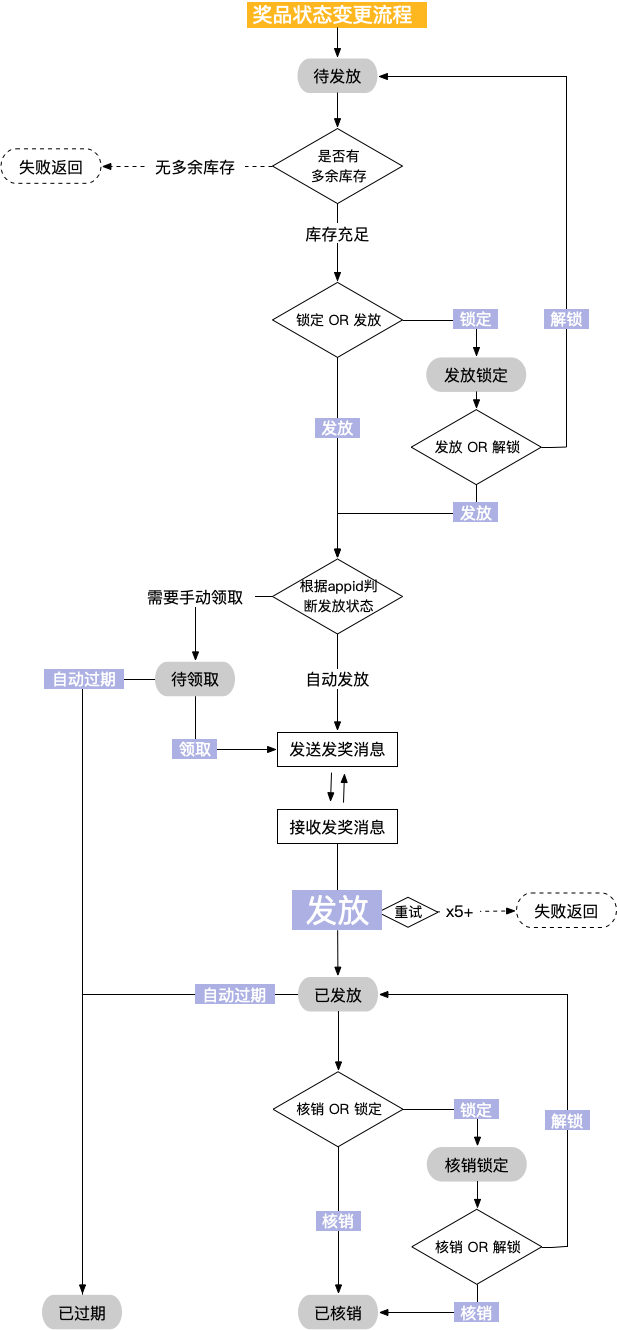 奖品状态变更流程
待发放
是否有
多余库存
无多余库存
失败返回
库存充足
锁定 OR 发放
锁定
解锁
发放锁定
发放
发放 OR 解锁
发放
根据appid判
断发放状态
需要手动领取
自动过期
待领取
自动发放
领取
发送发奖消息
接收发奖消息
发放
重试
x5+
失败返回
自动过期
已发放
核销 OR 锁定
锁定
解锁
核销锁定
核销
核销 OR 解锁
已过期
已核销
核销